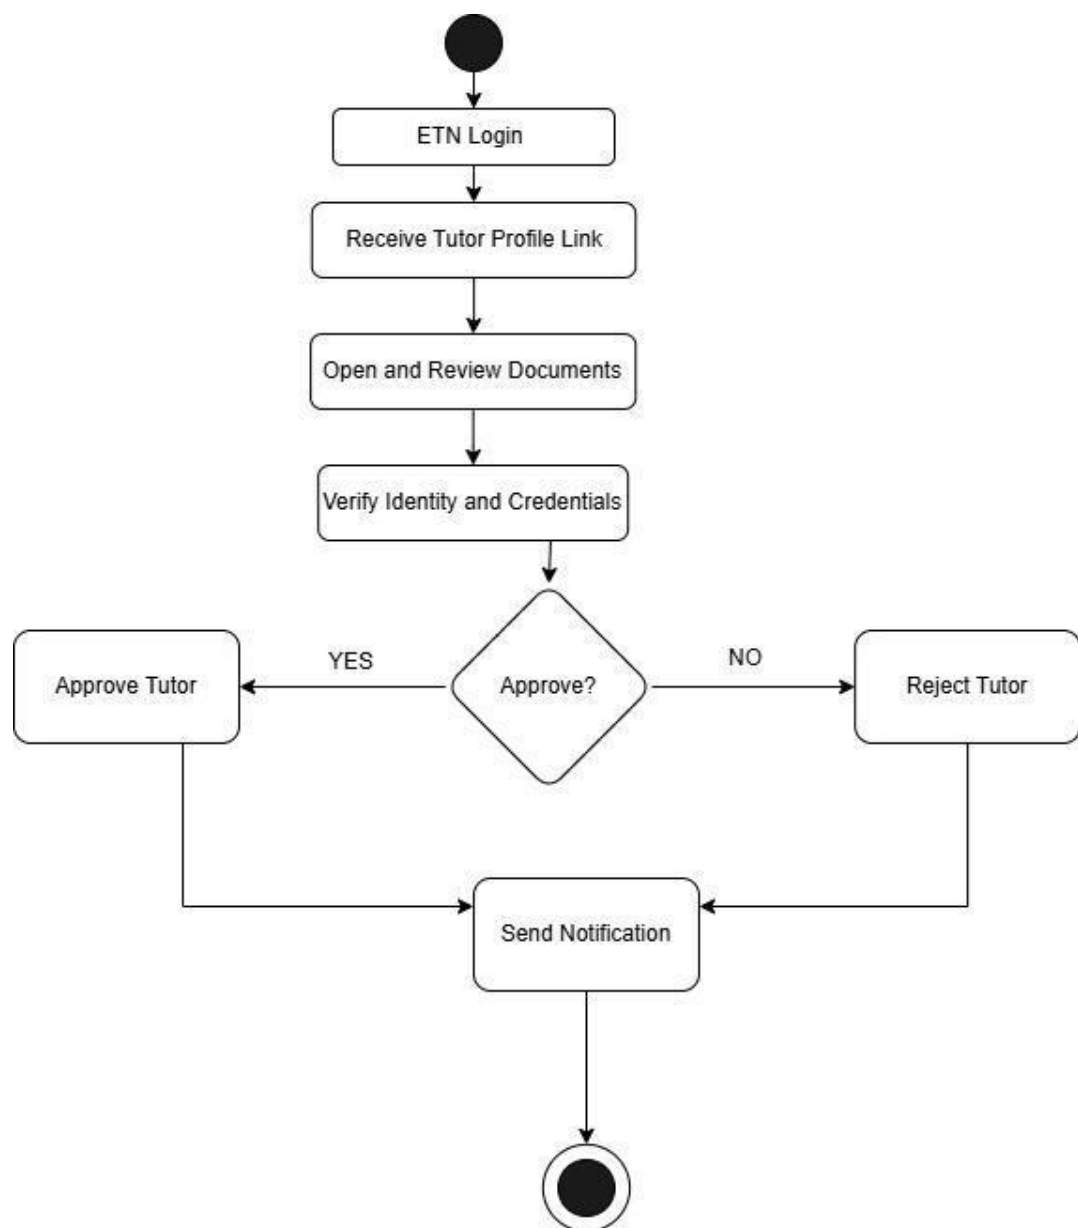 ETN Login
Receive Tutor Profile Link
Open and Review Documents
Verify Identity and Credentials
YES
NO
Approve Tutor
Approve?
Reject Tutor
Send Notification